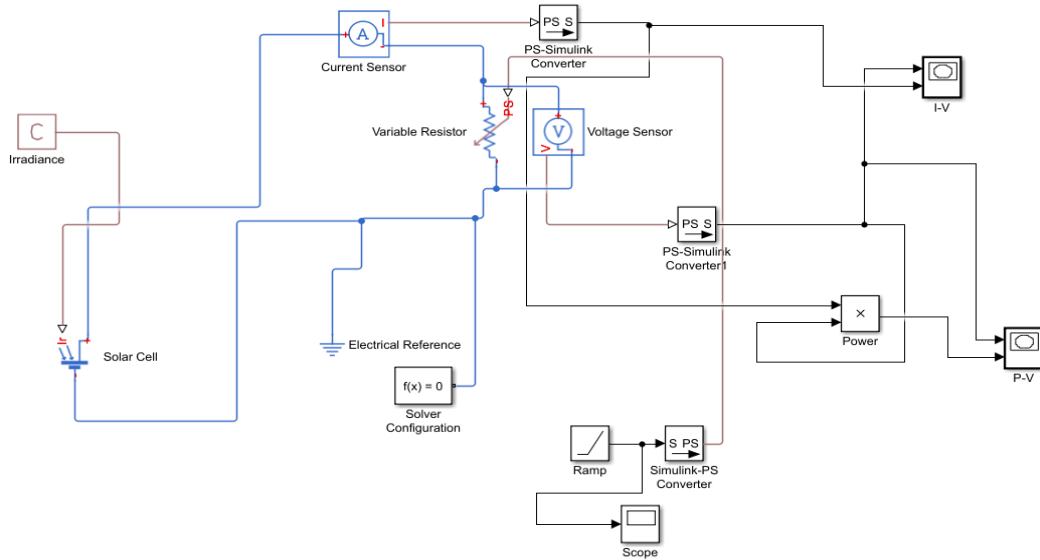 I
A
Current Sensor
PS S
PS-Simulink
Converter
I-V
C
Irradiance
Variable Resistor
PS
V
V
Voltage Sensor
PS S
PS-Simulink
Converter1
Ir
Solar Cell
Electrical Reference
f(x) = 0
Solver
Configuration
×
Power
P-V
Ramp
S PS
Simulink-PS
Converter
Scope